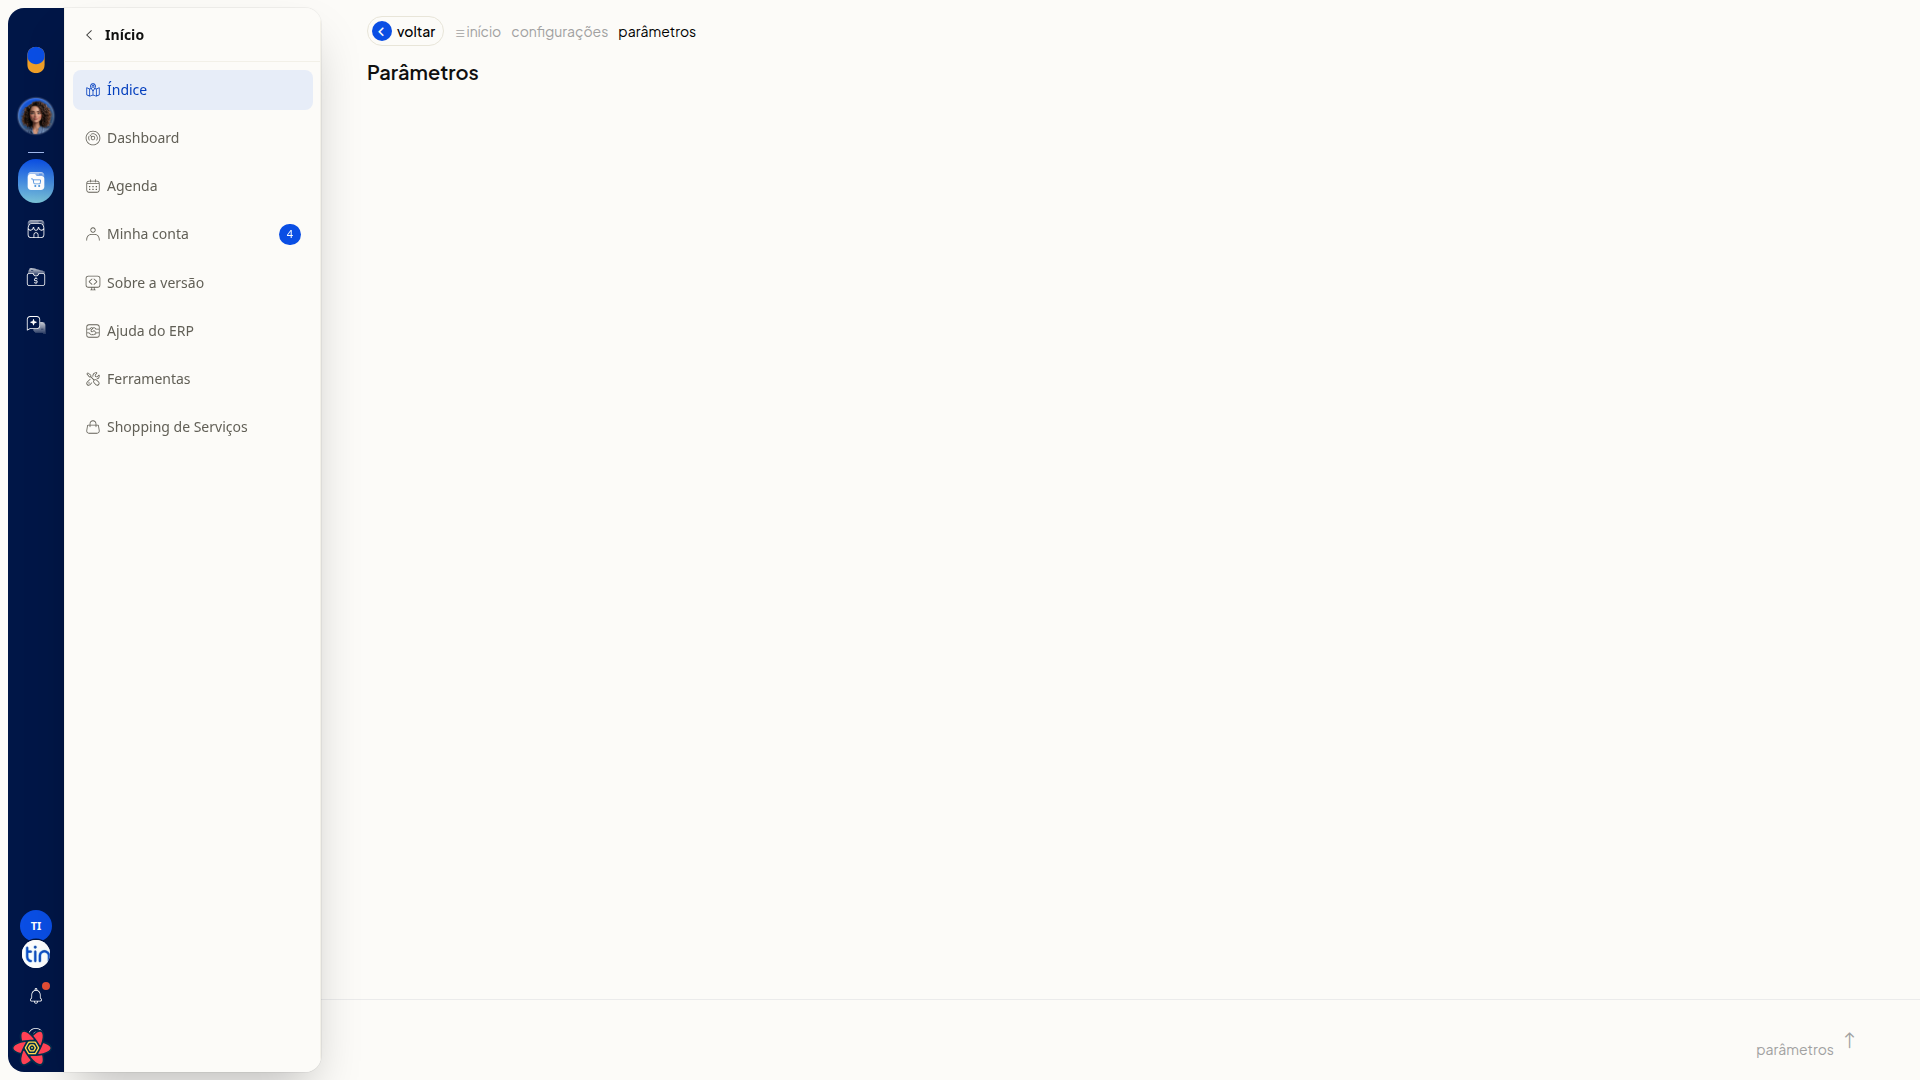 Início
Índice
Dashboard
Agenda
Minha conta
4
Sobre a versão
Ajuda do ERP
Ferramentas
Shopping de Serviços
TI
tin
voltar
início configurações parâmetros
Parâmetros
parâmetros